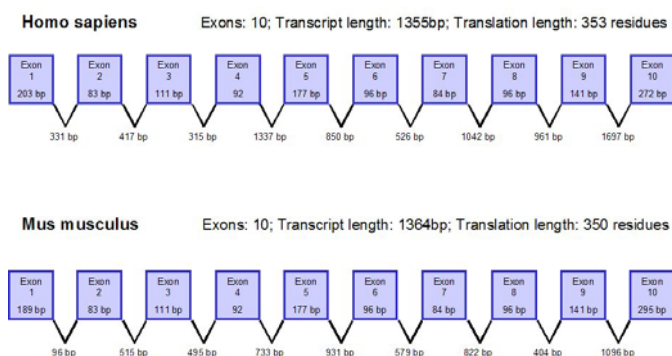 Homo sapiens Exons: 10; Transcript length: 1355bp; Translation length: 353 residues
Exon Exon Exon Exon Exon Exon Exon Exon Exon Exon
1 2 3 4 5 6 7 8 9 10
203 bp 83 bp 111 bp 92 177 bp 96 bp 84 bp 96 bp 141 bp 272 bp
331 bp 417 bp 315 bp 1337 bp 850 bp 526 bp 1042 bp 961 bp 1697 bp
Mus musculus Exons: 10; Transcript length: 1364bp; Translation length: 350 residues
Exon Exon Exon Exon Exon Exon Exon Exon Exon Exon
1 2 3 4 5 6 7 8 9 10
189 bp 83 bp 111 bp 92 177 bp 96 bp 84 bp 96 bp 141 bp 295 bp
96 bp 515 bp 495 bp 733 bp 931 bp 579 bp 822 bp 404 bp 1096 bp